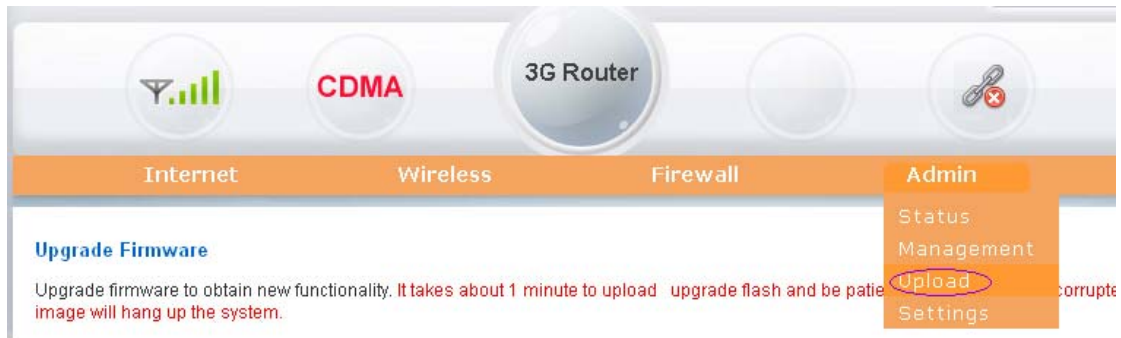 3G Router
CDMA
Internet Wireless Firewall Admin
Status
Management
Upload
Settings
Upgrade Firmware
Upgrade firmware to obtain new functionality. It takes about 1 minute to upload upgrade flash and be
image will hang up the system.